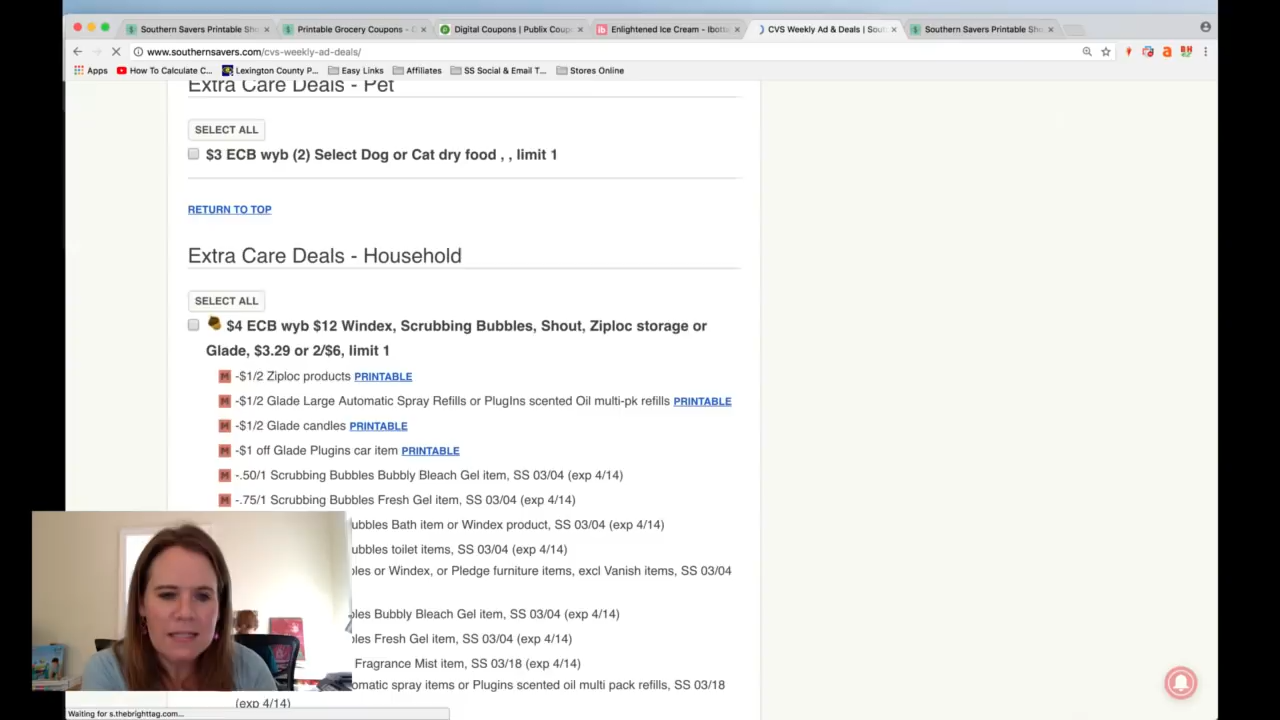 Southern Savers Printable Sho
Printable Grocery Coupons -
Digital Coupons | Publix Coup
Enlightened Ice Cream - Ibott
CVS Weekly Ad & Deals | Sout
Southern Savers Printable Sho
www.southernsavers.com/cvs-weekly-ad-deals/
Apps
How To Calculate C...
Lexington County P...
Easy Links
Affiliates
SS Social & Email T...
Stores Online
Extra Care Deals - Pet
SELECT ALL
$3 ECB wyb (2) Select Dog or Cat dry food , , limit 1
RETURN TO TOP
Extra Care Deals - Household
SELECT ALL
$4 ECB wyb $12 Windex, Scrubbing Bubbles, Shout, Ziploc storage or
Glade, $3.29 or 2/$6, limit 1
M -$1/2 Ziploc products PRINTABLE
M -$1/2 Glade Large Automatic Spray Refills or PlugIns scented Oil multi-pk refills PRINTABLE
M -$1/2 Glade candles PRINTABLE
M -$1 off Glade Plugins car item PRINTABLE
M -.50/1 Scrubbing Bubbles Bubbly Bleach Gel item, SS 03/04 (exp 4/14)
M -.75/1 Scrubbing Bubbles Fresh Gel item, SS 03/04 (exp 4/14)
ubbles Bath item or Windex product, SS 03/04 (exp 4/14)
ubbles toilet items, SS 03/04 (exp 4/14)
les or Windex, or Pledge furniture items, excl Vanish items, SS 03/04
les Bubbly Bleach Gel item, SS 03/04 (exp 4/14)
les Fresh Gel item, SS 03/04 (exp 4/14)
Fragrance Mist item, SS 03/18 (exp 4/14)
omatic spray items or Plugins scented oil multi pack refills, SS 03/18
(exp 4/14)
Waiting for s.thebrighttag.com...